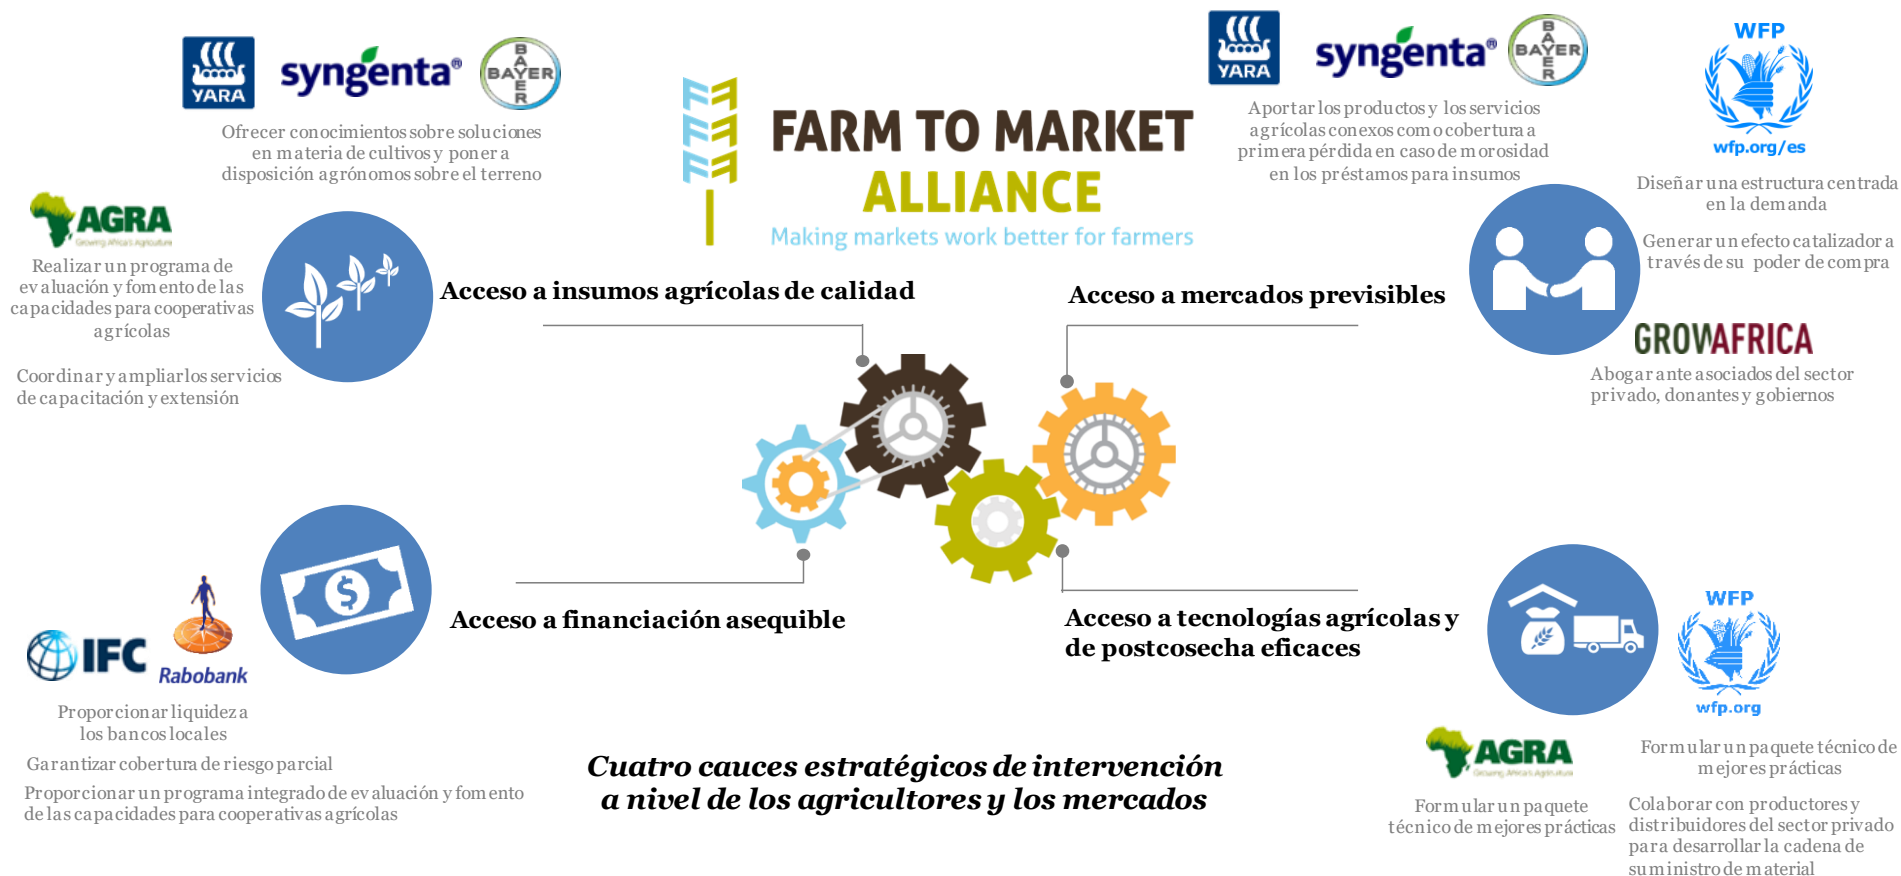 YARA
syngenta®
BAYER
BAYER
Ofrecer conocimientos sobre soluciones
en materia de cultivos y poner a
disposición agrónomos sobre el terreno
AGRA
Growing Africa's Agriculture
Realizar un programa de
evaluación y fomento de las
capacidades para cooperativas
agrícolas
Coordinar y ampliar los servicios
de capacitación y extensión
Acceso a insumos agrícolas de calidad
FARM TO MARKET
ALLIANCE
Making markets work better for farmers
YARA
syngenta®
BAYER
BAYER
Aportar los productos y los servicios
agrícolas conexos como cobertura a
primera pérdida en caso de morosidad
en los préstamos para insumos
WFP
wfp.org/es
Diseñar una estructura centrada
en la demanda
Generar un efecto catalizador a
través de su poder de compra
Acceso a mercados previsibles
GROWAFRICA
Abogar ante asociados del sector
privado, donantes y gobiernos
$
Acceso a financiación asequible
IFC
Rabobank
Proporcionar liquidez a
los bancos locales
Garantizar cobertura de riesgo parcial
Proporcionar un programa integrado de evaluación y fomento
de las capacidades para cooperativas agrícolas
Acceso a tecnologías agrícolas y
de postcosecha eficaces
WFP
wfp.org
AGRA
Growing Africa's Agriculture
Formular un paquete
técnico de mejores prácticas
Formular un paquete técnico de
mejores prácticas
Colaborar con productores y
distribuidores del sector privado
para desarrollar la cadena de
suministro de material
Cuatro cauces estratégicos de intervención
a nivel de los agricultores y los mercados